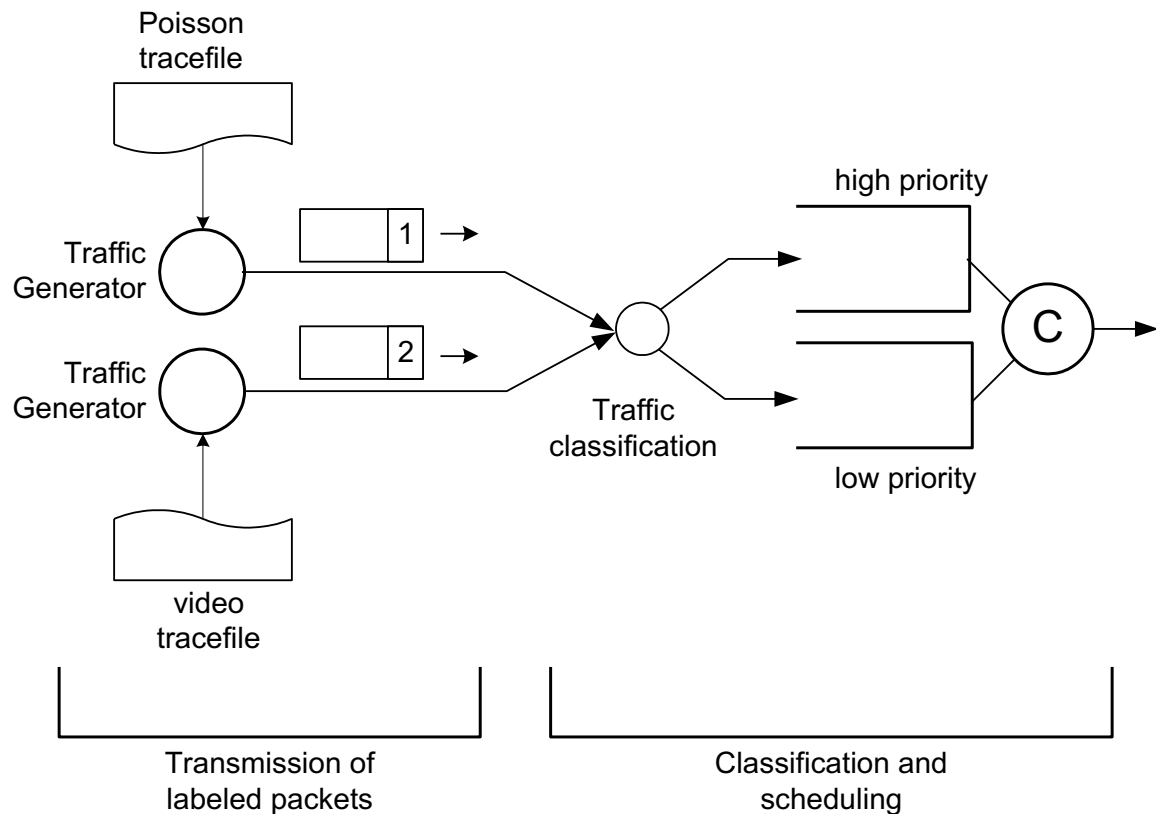 Poisson
tracefile
high priority
1
Traffic
Generator
C
2
Traffic
Generator
Traffic
classification
low priority
video
tracefile
Transmission of
labeled packets
Classification and
scheduling